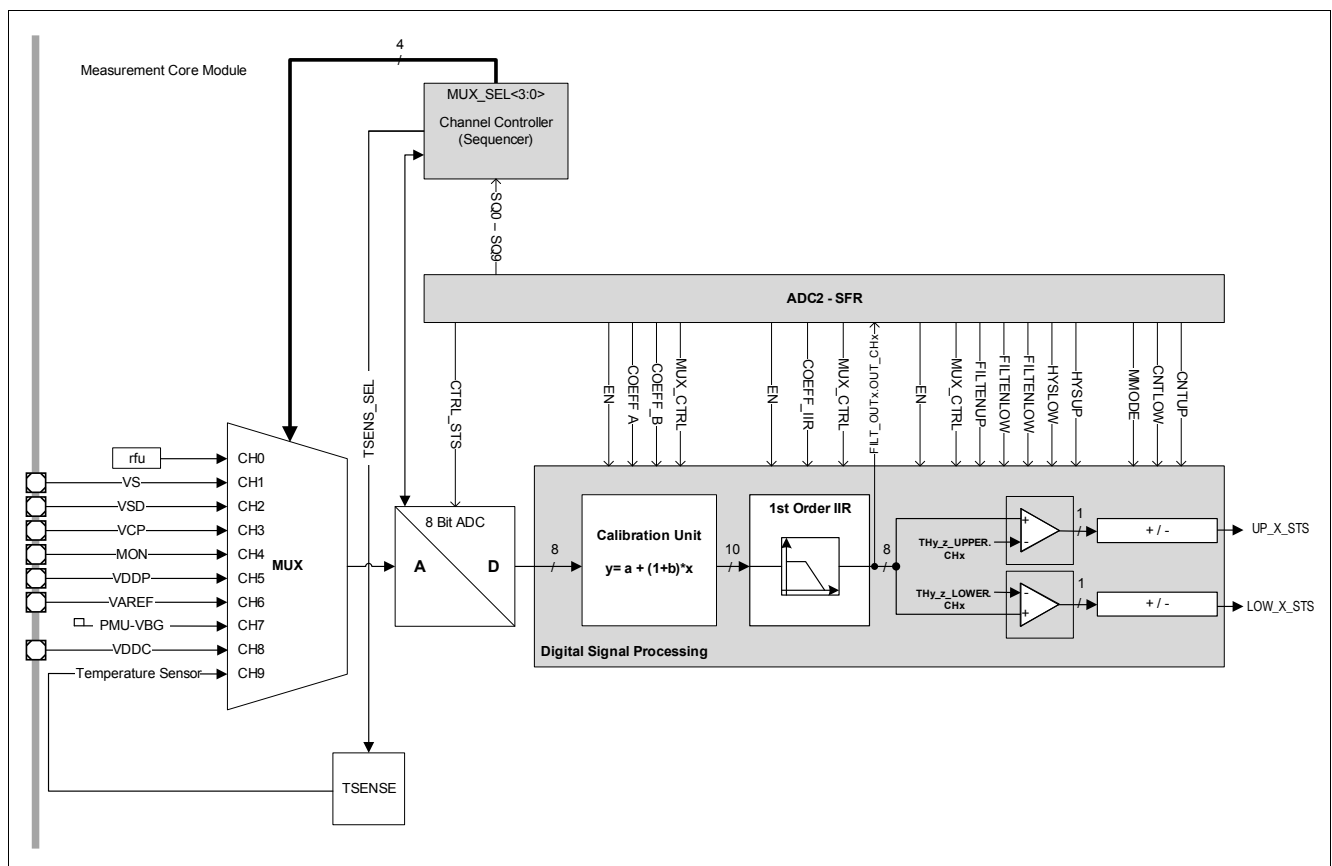 4
Measurement Core Module
MUX_SEL<3:0>
Channel Controller
(Sequencer)
SQ0 – SQ9
TSENS_SEL
ADC2 - SFR
CTRL_STS
EN
COEFF_A
COEFF_B
MUX_CTRL
EN
COEFF_IIR
MUX_CTRL
FILT_OUTx.OUT_CHx
EN
MUX_CTRL
FILTENUP
FILTENLOW
FILTENLOW
HYSLOW
HYSUP
MMODE
CNTLOW
CNTUP
rfu
CH0
VS
CH1
VSD
CH2
VCP
CH3
MON
CH4
VDDP
CH5
VAREF
CH6
PMU-VBG
CH7
VDDC
CH8
Temperature Sensor
CH9
MUX
8 Bit ADC
A
D
8
Calibration Unit
y= a + (1+b)*x
10
1st Order IIR
8
THy_z_UPPER.
CHx
+
-
1
+ / -
UP_X_STS
THy_z_LOWER.
CHx
-
+
1
+ / -
LOW_X_STS
Digital Signal Processing
TSENSE